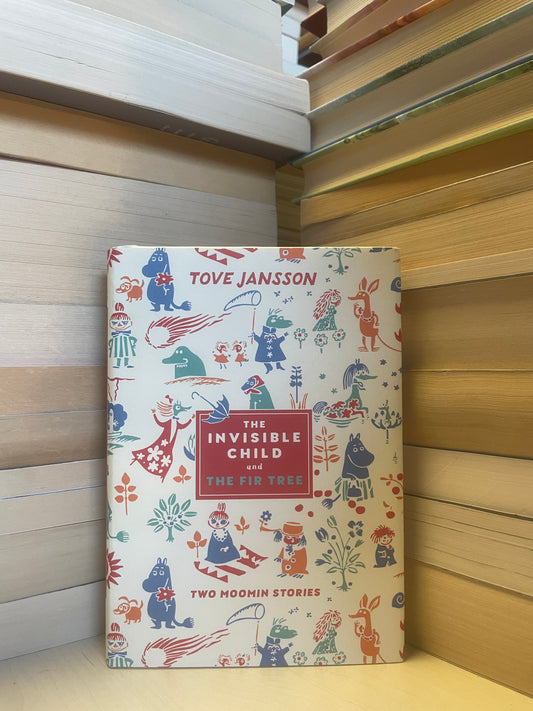 TOVE JANSSON
THE
INVISIBLE
CHILD
and
THE FIR TREE
TWO MOOMIN STORIES